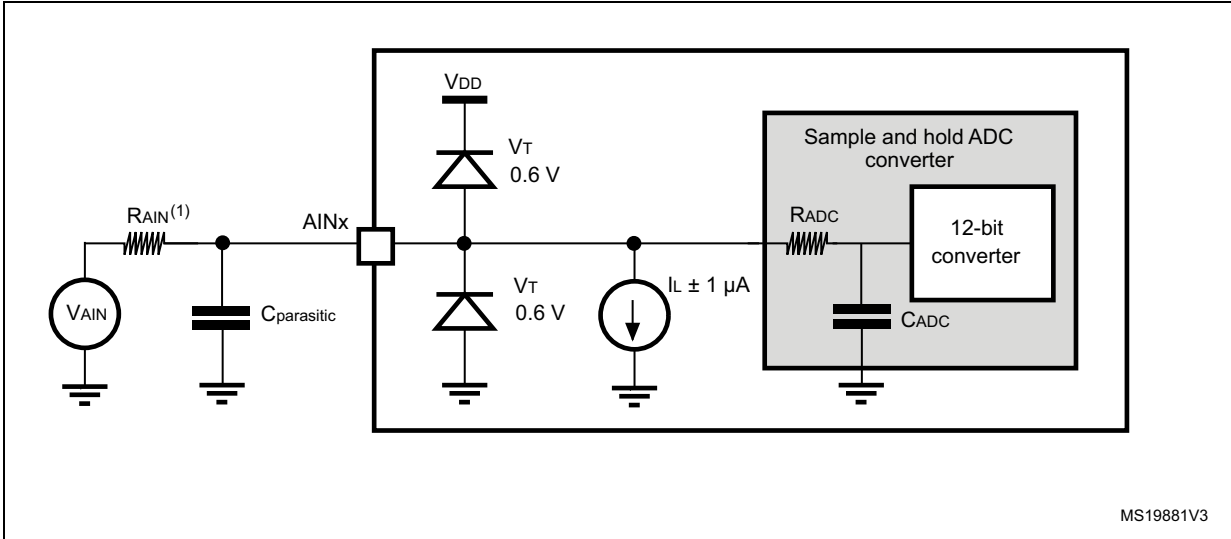 VDD
Sample and hold ADC
converter
VT
0.6 V
RAIN(1)
AINx
RADC
12-bit
converter
VT
0.6 V
IL ± 1 µA
VAIN
Cparasitic
CADC
MS19881V3